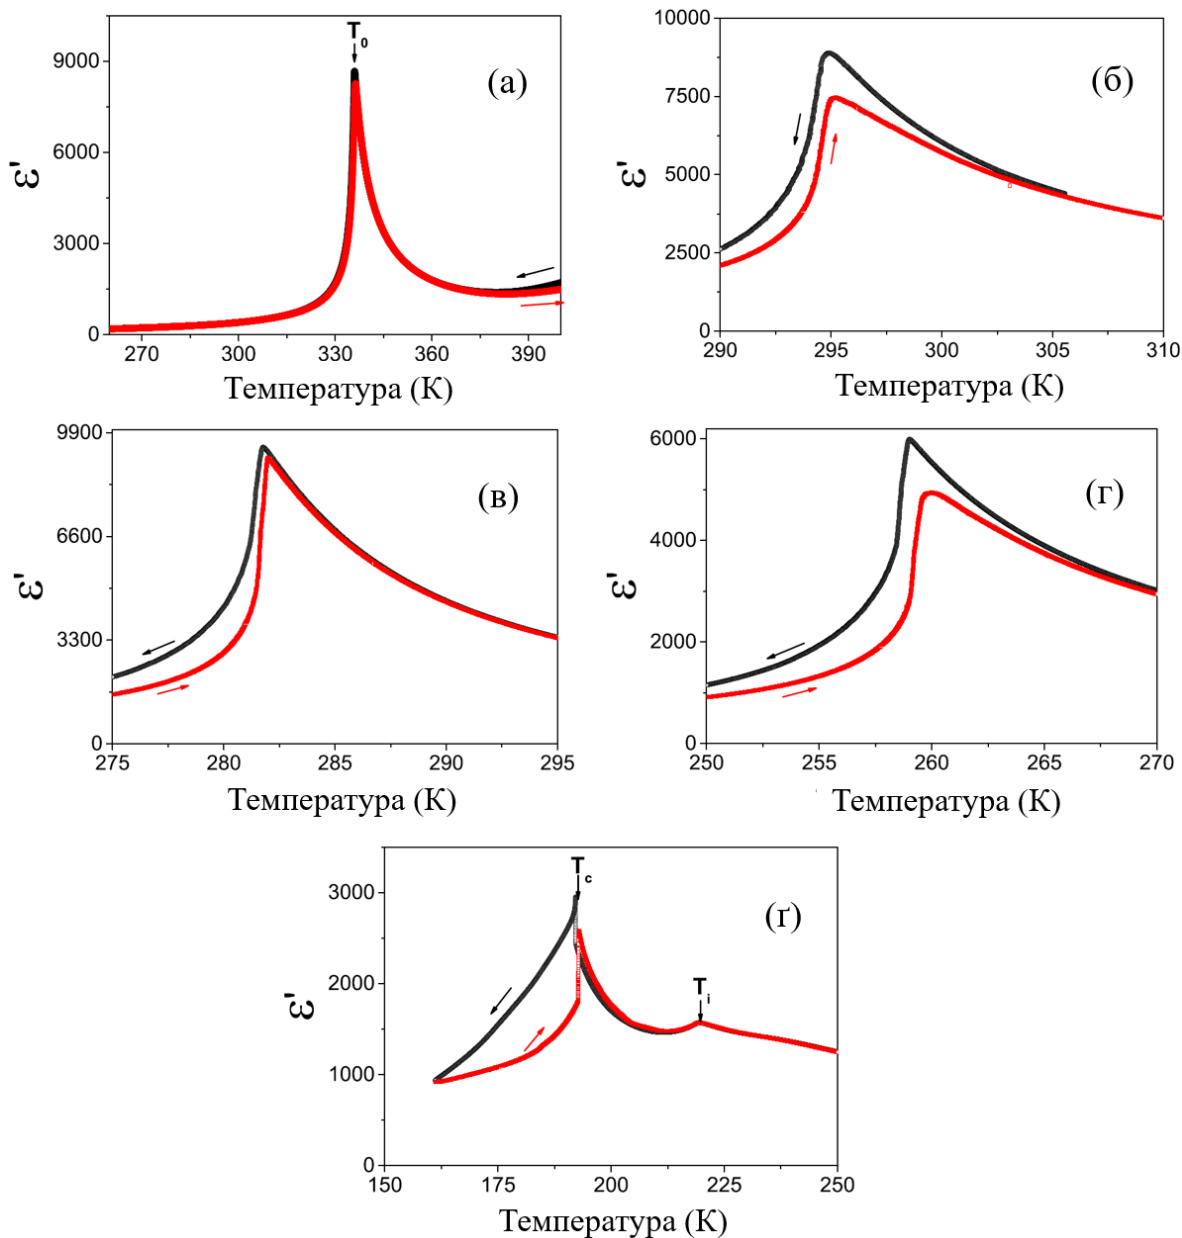 T₀
(а)
9000
6000
3000
0
ε'
270 300 330 360 390
Температура (К)
(б)
10000
7500
5000
2500
0
ε'
290 295 300 305 310
Температура (К)
(в)
9900
6600
3300
0
ε'
275 280 285 290 295
Температура (К)
(г)
6000
4000
2000
0
ε'
250 255 260 265 270
Температура (К)
Tc
(ґ)
Ti
3000
2000
1000
0
ε'
150 175 200 225 250
Температура (К)